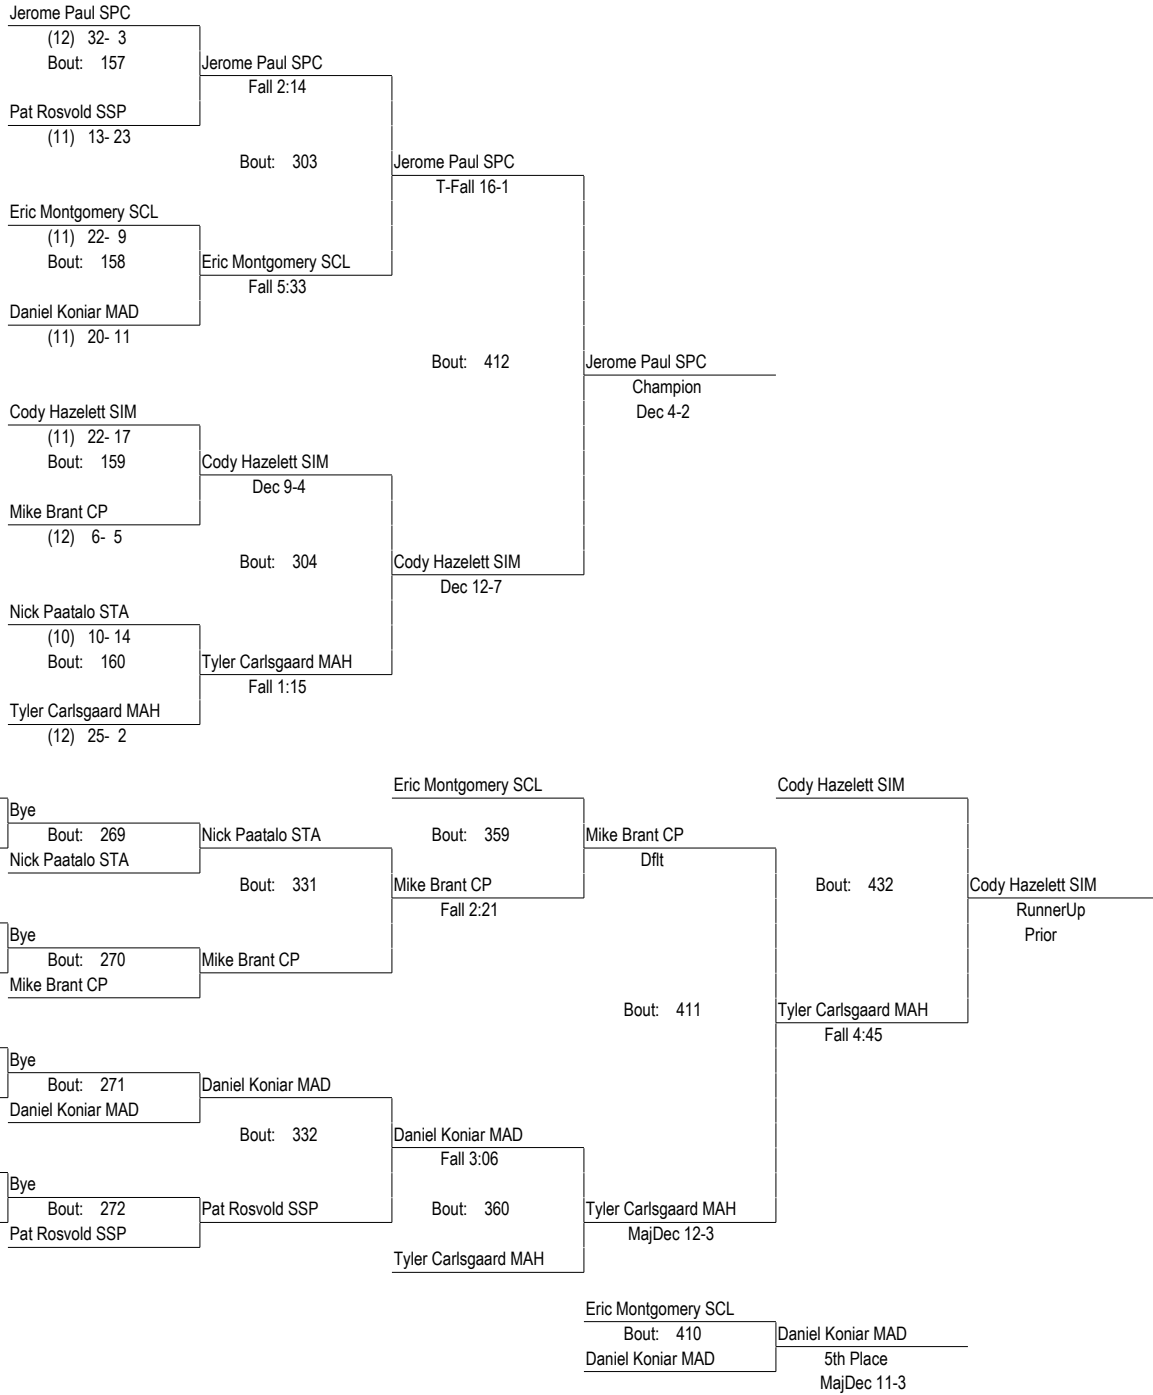 Jerome Paul SPC
(12) 32- 3
Bout: 157
Jerome Paul SPC
Fall 2:14
Pat Rosvold SSP
(11) 13- 23
Bout: 303
Jerome Paul SPC
T-Fall 16-1
Eric Montgomery SCL
(11) 22- 9
Bout: 158
Eric Montgomery SCL
Fall 5:33
Daniel Koniar MAD
(11) 20- 11
Bout: 412
Jerome Paul SPC
Champion
Dec 4-2
Cody Hazelett SIM
(11) 22- 17
Bout: 159
Cody Hazelett SIM
Dec 9-4
Mike Brant CP
(12) 6- 5
Bout: 304
Cody Hazelett SIM
Dec 12-7
Nick Paatalo STA
(10) 10- 14
Bout: 160
Tyler Carlsgaard MAH
Fall 1:15
Tyler Carlsgaard MAH
(12) 25- 2
Eric Montgomery SCL
Cody Hazelett SIM
Bye
Bout: 269
Nick Paatalo STA
Bout: 359
Mike Brant CP
Dflt
Nick Paatalo STA
Bout: 331
Mike Brant CP
Fall 2:21
Bout: 432
Cody Hazelett SIM
RunnerUp
Prior
Bye
Bout: 270
Mike Brant CP
Mike Brant CP
Bout: 411
Tyler Carlsgaard MAH
Fall 4:45
Bye
Bout: 271
Daniel Koniar MAD
Daniel Koniar MAD
Bout: 332
Daniel Koniar MAD
Fall 3:06
Bye
Bout: 272
Pat Rosvold SSP
Bout: 360
Tyler Carlsgaard MAH
MajDec 12-3
Pat Rosvold SSP
Tyler Carlsgaard MAH
Eric Montgomery SCL
Bout: 410
Daniel Koniar MAD
Daniel Koniar MAD
5th Place
MajDec 11-3